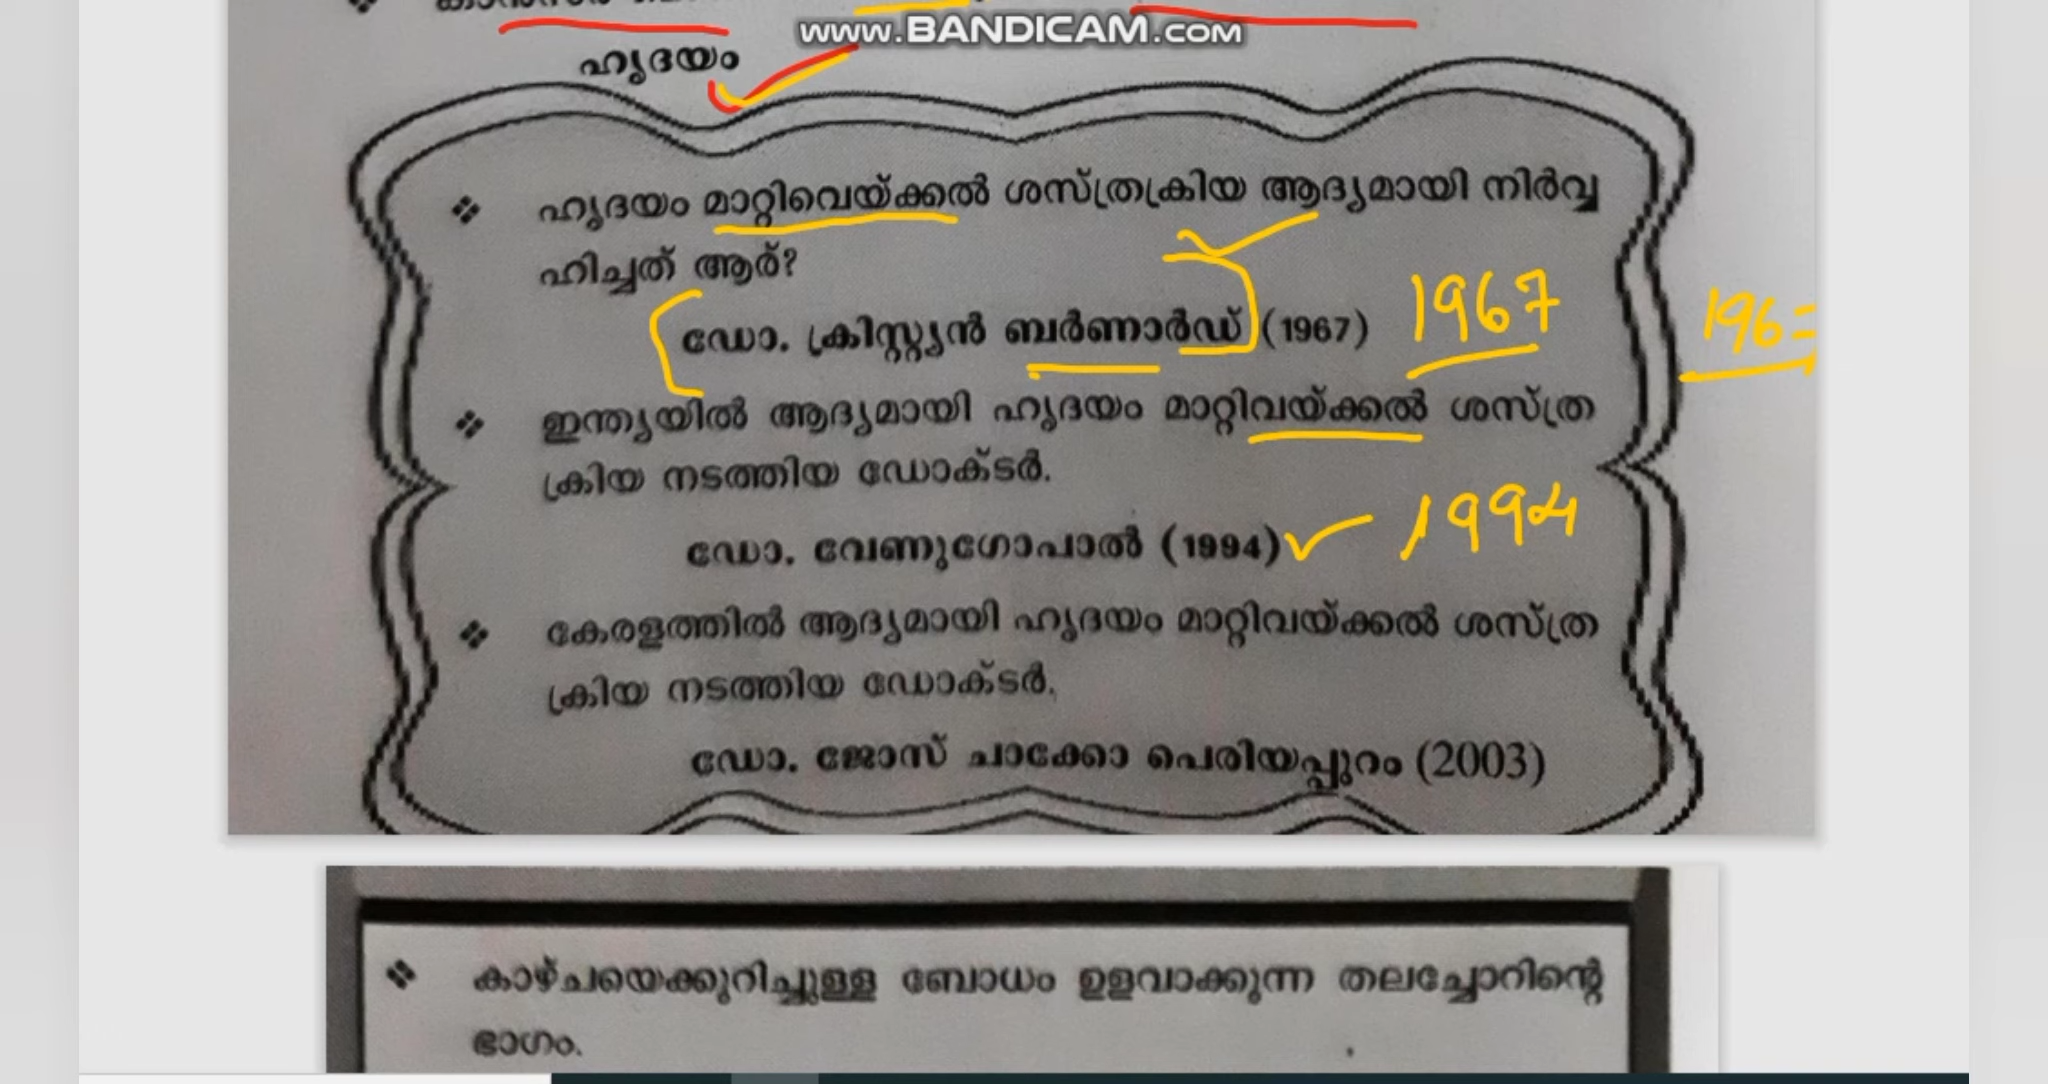 www.BANDICAM.com
ഹൃദയം
❖ ഹൃദയം മാറ്റിവെയ്ക്കൽ ശസ്ത്രക്രിയ ആദ്യമായി നിർവ്വ
ഹിച്ചത് ആര്?
ഡോ. ക്രിസ്റ്റ്യൻ ബർണാർഡ് (1967) 1967
❖ ഇന്ത്യയിൽ ആദ്യമായി ഹൃദയം മാറ്റിവയ്ക്കൽ ശസ്ത്ര
ക്രിയ നടത്തിയ ഡോക്ടർ.
ഡോ. വേണുഗോപാൽ (1994) 1994
❖ കേരളത്തിൽ ആദ്യമായി ഹൃദയം മാറ്റിവയ്ക്കൽ ശസ്ത്ര
ക്രിയ നടത്തിയ ഡോക്ടർ.
ഡോ. ജോസ് ചാക്കോ പെരിയപ്പുറം (2003)
❖ കാഴ്ചയെക്കുറിച്ചുള്ള ബോധം ഉളവാക്കുന്ന തലച്ചോറിന്റെ
ഭാഗം.